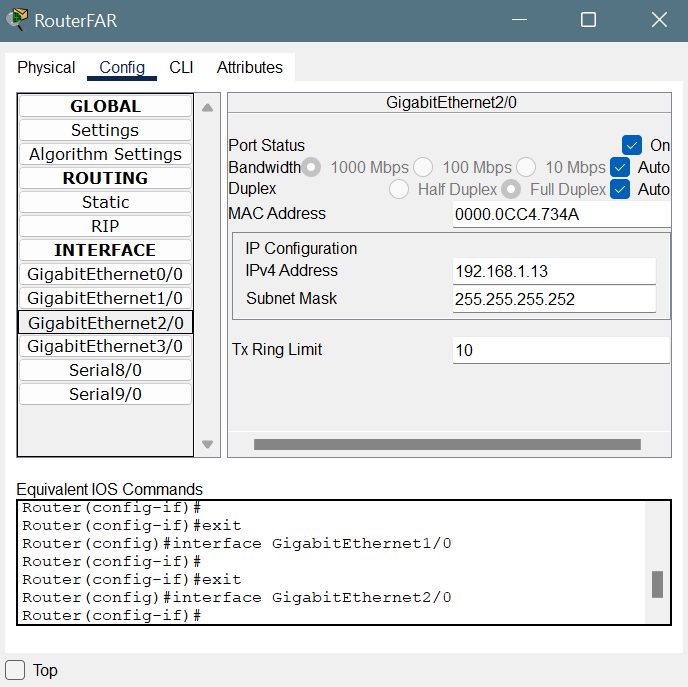 RouterFAR
Physical Config CLI Attributes
GLOBAL
Settings
Algorithm Settings
ROUTING
Static
RIP
INTERFACE
GigabitEthernet0/0
GigabitEthernet1/0
GigabitEthernet2/0
GigabitEthernet3/0
Serial8/0
Serial9/0
GigabitEthernet2/0
Port Status On
Bandwidth 1000 Mbps 100 Mbps 10 Mbps Auto
Duplex Half Duplex Full Duplex Auto
MAC Address 0000.0CC4.734A
IP Configuration
IPv4 Address 192.168.1.13
Subnet Mask 255.255.255.252
Tx Ring Limit 10
Equivalent IOS Commands
Router(config-if)#
Router(config-if)#exit
Router(config)#interface GigabitEthernet1/0
Router(config-if)#
Router(config-if)#exit
Router(config)#interface GigabitEthernet2/0
Router(config-if)#
Top